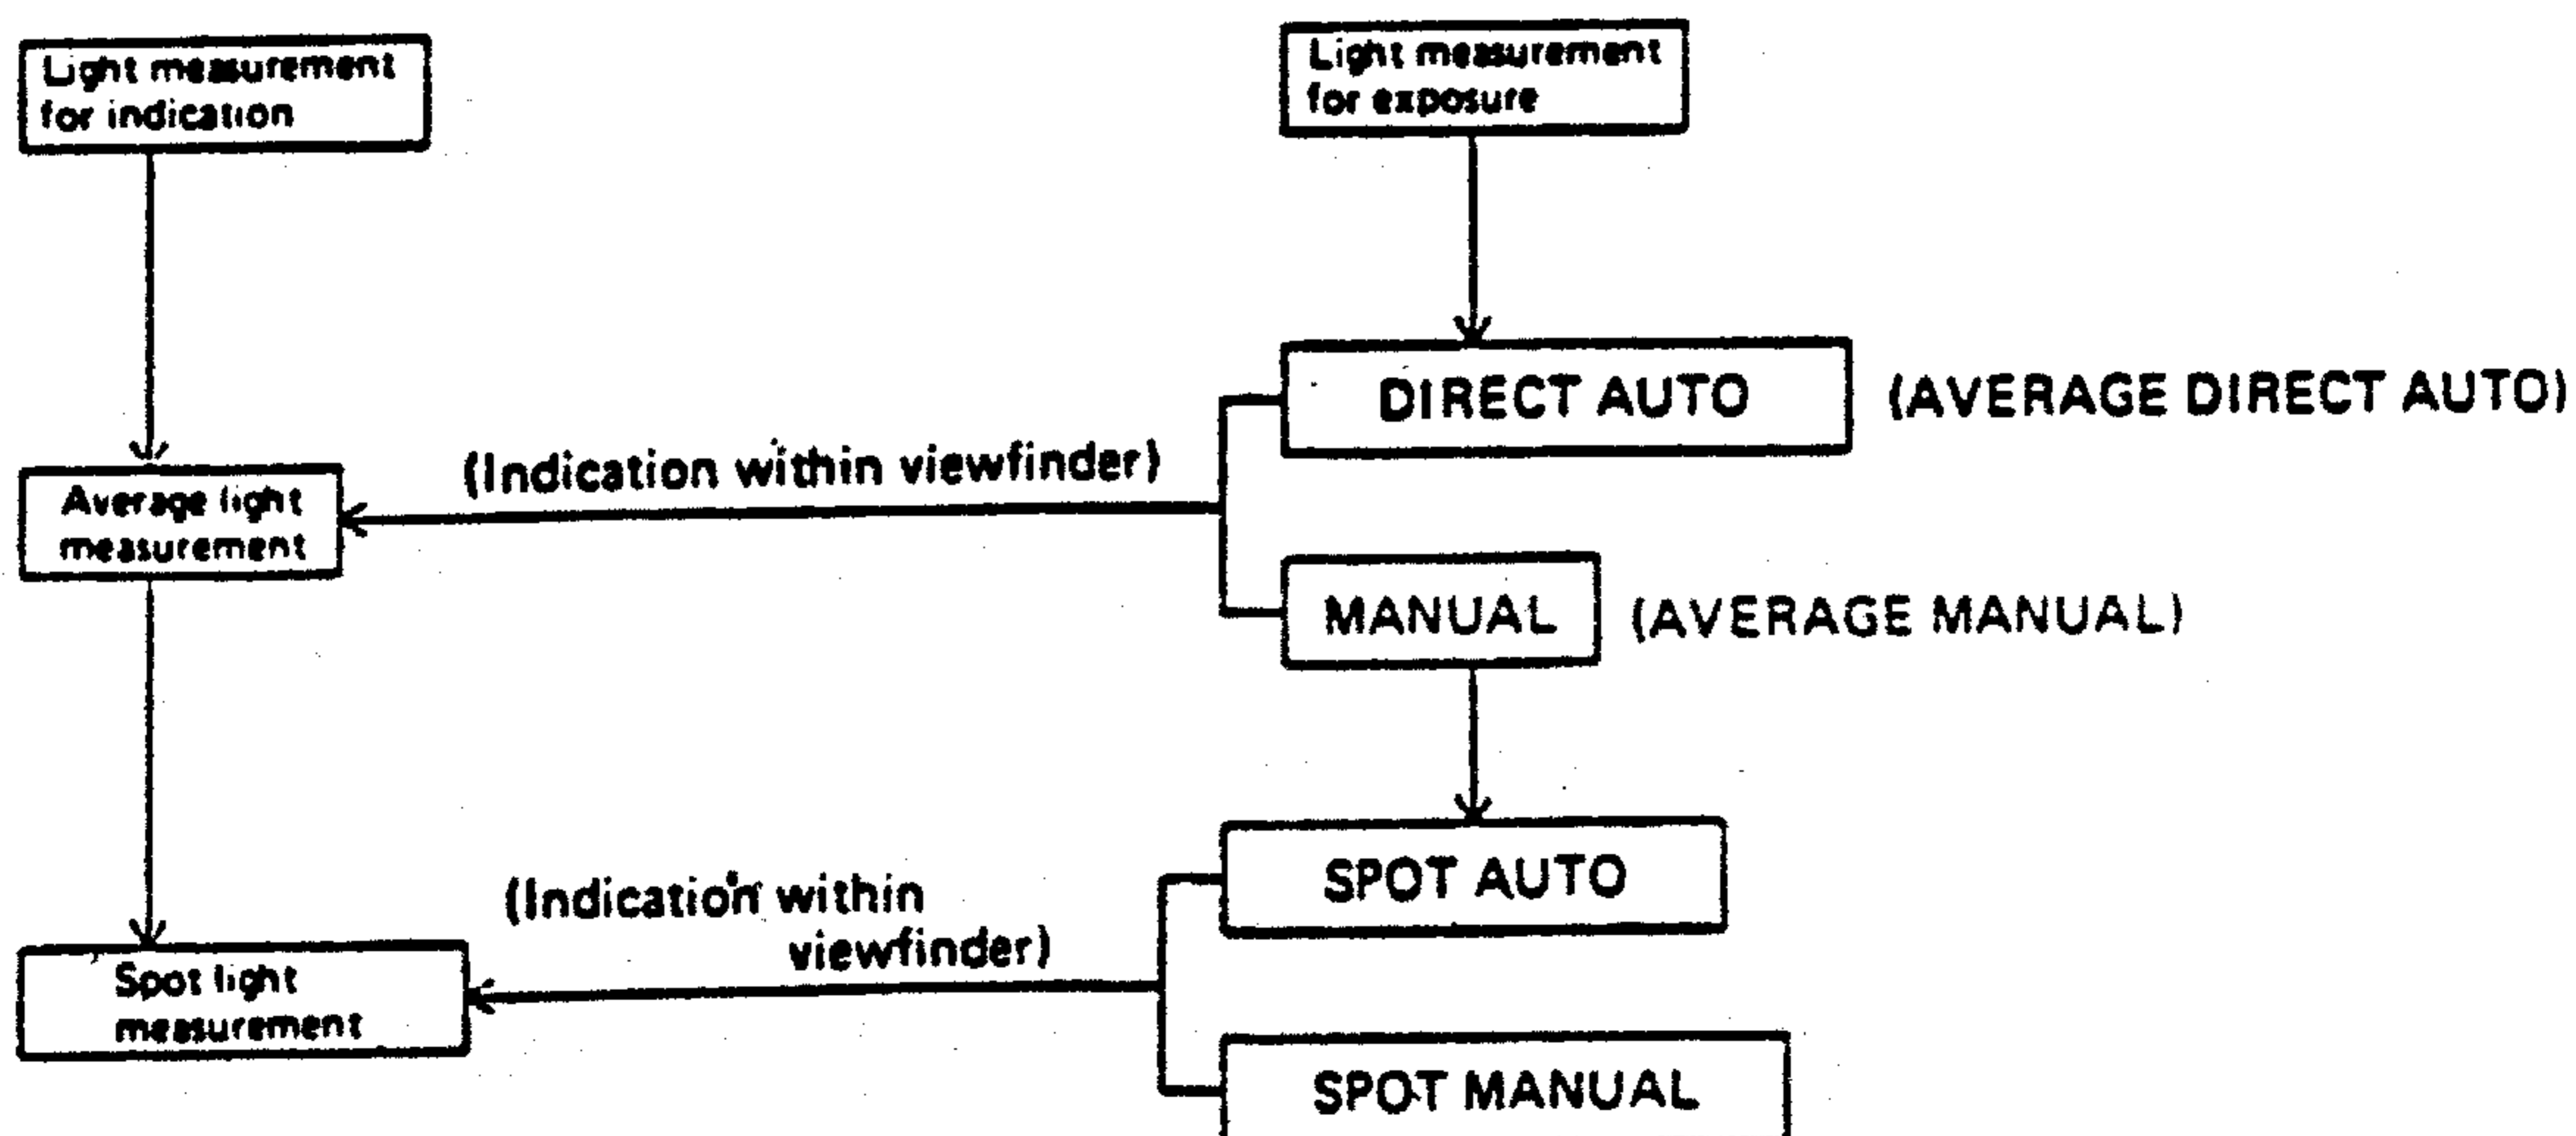 Light measurement
for indication
Light measurement
for exposure
DIRECT AUTO (AVERAGE DIRECT AUTO)
(Indication within viewfinder)
Average light
measurement
MANUAL (AVERAGE MANUAL)
SPOT AUTO
(Indication within
viewfinder)
Spot light
measurement
SPOT MANUAL